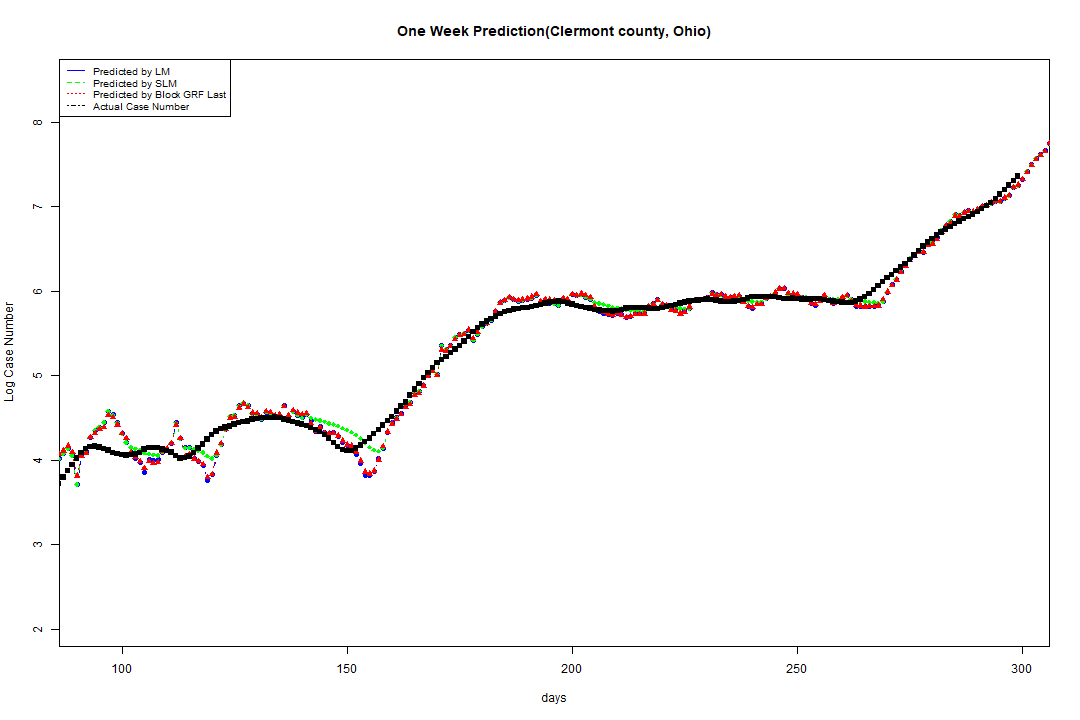 One Week Prediction(Clermont county, Ohio)
Predicted by LM
Predicted by SLM
Predicted by Block GRF Last
Actual Case Number
8
7
6
5
4
3
2
Log Case Number
100 150 200 250 300
days